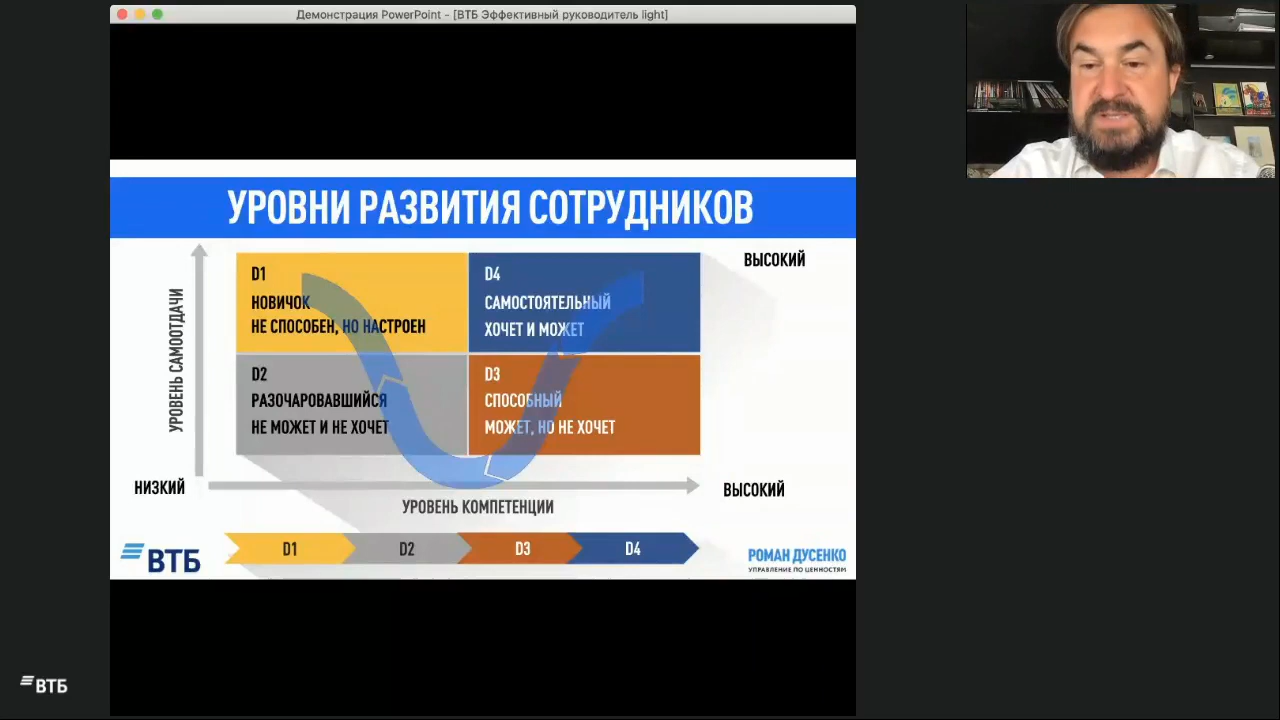 Демонстрация PowerPoint - [ВТБ Эффективный руководитель light]
УРОВНИ РАЗВИТИЯ СОТРУДНИКОВ
ВЫСОКИЙ
УРОВЕНЬ САМООТДАЧИ
D1
НОВИЧОК
НЕ СПОСОБЕН, НО НАСТРОЕН
D4
САМОСТОЯТЕЛЬНЫЙ
ХОЧЕТ И МОЖЕТ
D2
РАЗОЧАРОВАВШИЙСЯ
НЕ МОЖЕТ И НЕ ХОЧЕТ
D3
СПОСОБНЫЙ
МОЖЕТ, НО НЕ ХОЧЕТ
НИЗКИЙ
ВЫСОКИЙ
УРОВЕНЬ КОМПЕТЕНЦИИ
ВТБ
D1
D2
D3
D4
РОМАН ДУСЕНКО
УПРАВЛЕНИЕ ПО ЦЕННОСТЯМ
ВТБ